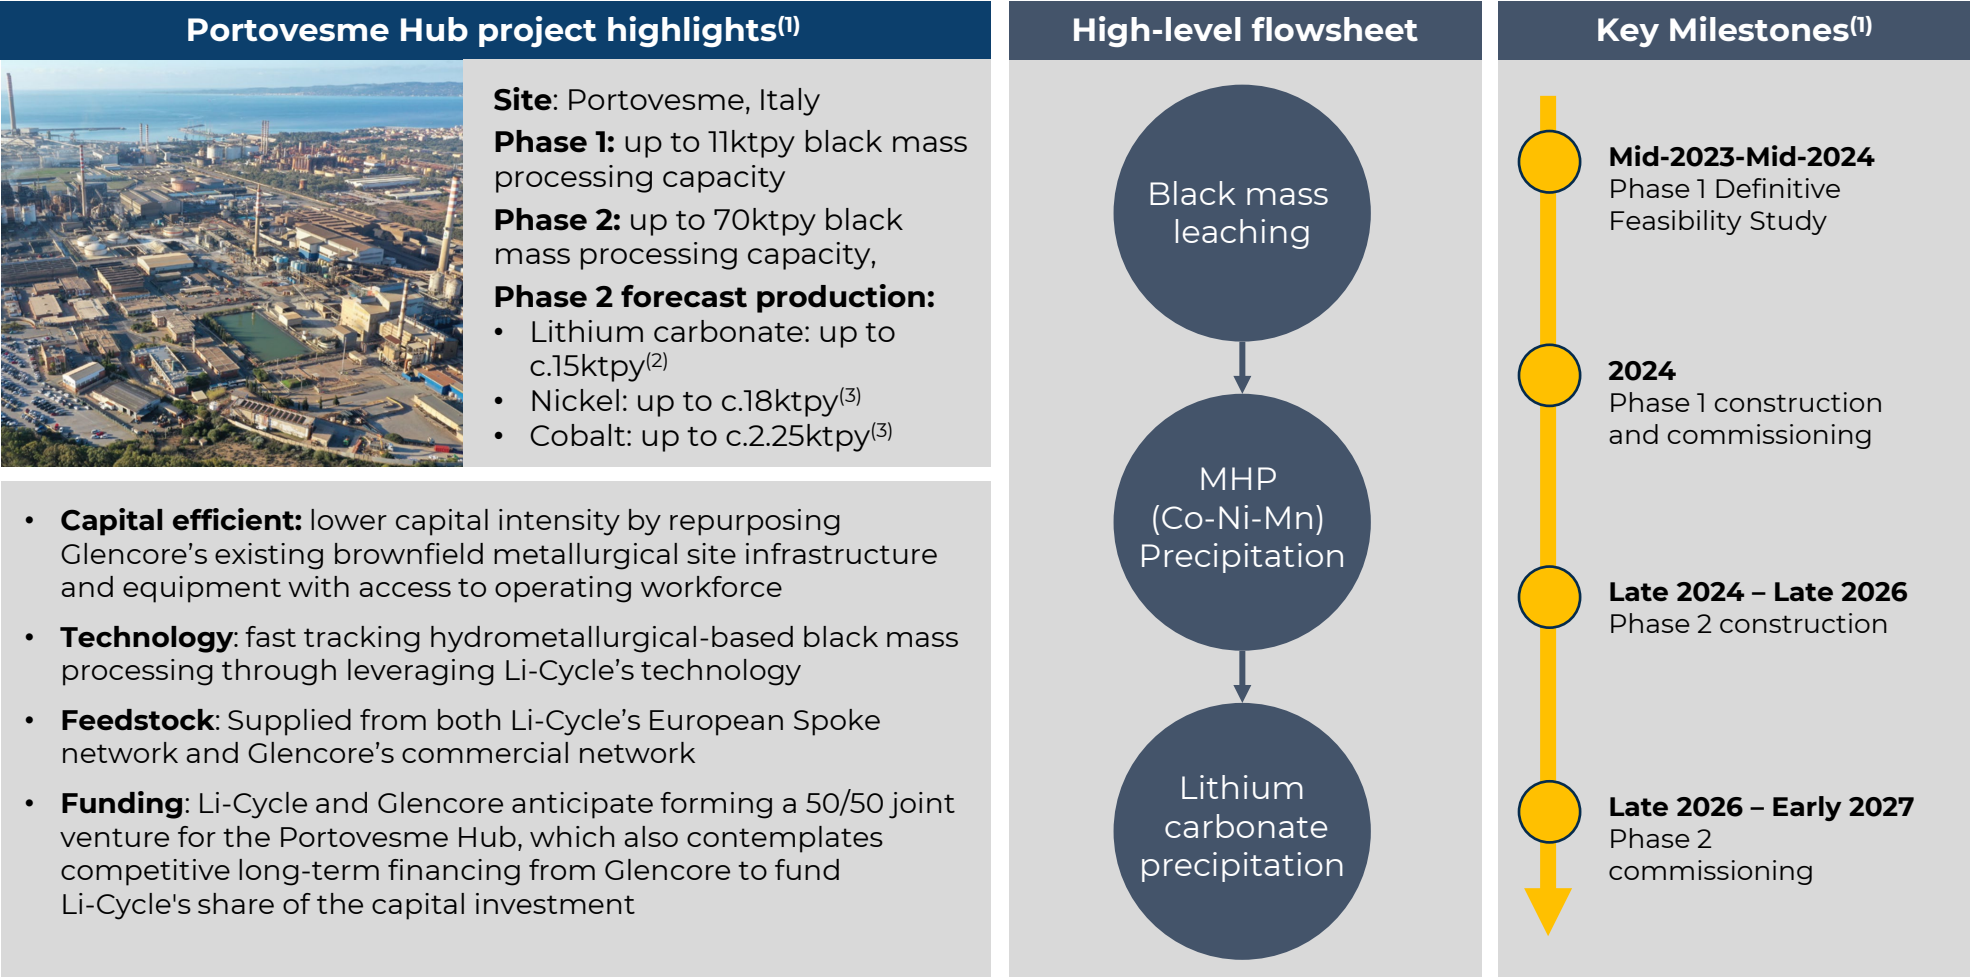 Portovesme Hub project highlights(1)
Site: Portovesme, Italy
Phase 1: up to 11ktpy black mass
processing capacity
Phase 2: up to 70ktpy black
mass processing capacity,
Phase 2 forecast production:
• Lithium carbonate: up to
c.15ktpy(2)
• Nickel: up to c.18ktpy(3)
• Cobalt: up to c.2.25ktpy(3)
• Capital efficient: lower capital intensity by repurposing
Glencore’s existing brownfield metallurgical site infrastructure
and equipment with access to operating workforce
• Technology: fast tracking hydrometallurgical-based black mass
processing through leveraging Li-Cycle’s technology
• Feedstock: Supplied from both Li-Cycle’s European Spoke
network and Glencore’s commercial network
• Funding: Li-Cycle and Glencore anticipate forming a 50/50 joint
venture for the Portovesme Hub, which also contemplates
competitive long-term financing from Glencore to fund
Li-Cycle's share of the capital investment
High-level flowsheet
Black mass
leaching
MHP
(Co-Ni-Mn)
Precipitation
Lithium
carbonate
precipitation
Key Milestones(1)
Mid-2023-Mid-2024
Phase 1 Definitive
Feasibility Study
2024
Phase 1 construction
and commissioning
Late 2024 – Late 2026
Phase 2 construction
Late 2026 – Early 2027
Phase 2
commissioning